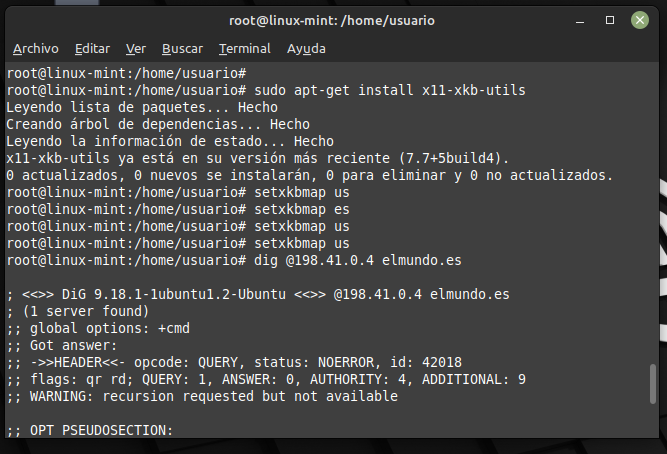 root@linux-mint: /home/usuario
Archivo Editar Ver Buscar Terminal Ayuda
root@linux-mint:/home/usuario#
root@linux-mint:/home/usuario# sudo apt-get install x11-xkb-utils
Leyendo lista de paquetes... Hecho
Creando árbol de dependencias... Hecho
Leyendo la información de estado... Hecho
x11-xkb-utils ya está en su versión más reciente (7.7+5build4).
0 actualizados, 0 nuevos se instalarán, 0 para eliminar y 0 no actualizados.
root@linux-mint:/home/usuario# setxkbmap us
root@linux-mint:/home/usuario# setxkbmap es
root@linux-mint:/home/usuario# setxkbmap us
root@linux-mint:/home/usuario# setxkbmap us
root@linux-mint:/home/usuario# dig @198.41.0.4 elmundo.es
; <<>> DiG 9.18.1-1ubuntu1.2-Ubuntu <<>> @198.41.0.4 elmundo.es
; (1 server found)
;; global options: +cmd
;; Got answer:
;; ->>HEADER<<- opcode: QUERY, status: NOERROR, id: 42018
;; flags: qr rd; QUERY: 1, ANSWER: 0, AUTHORITY: 4, ADDITIONAL: 9
;; WARNING: recursion requested but not available
;; OPT PSEUDOSECTION: